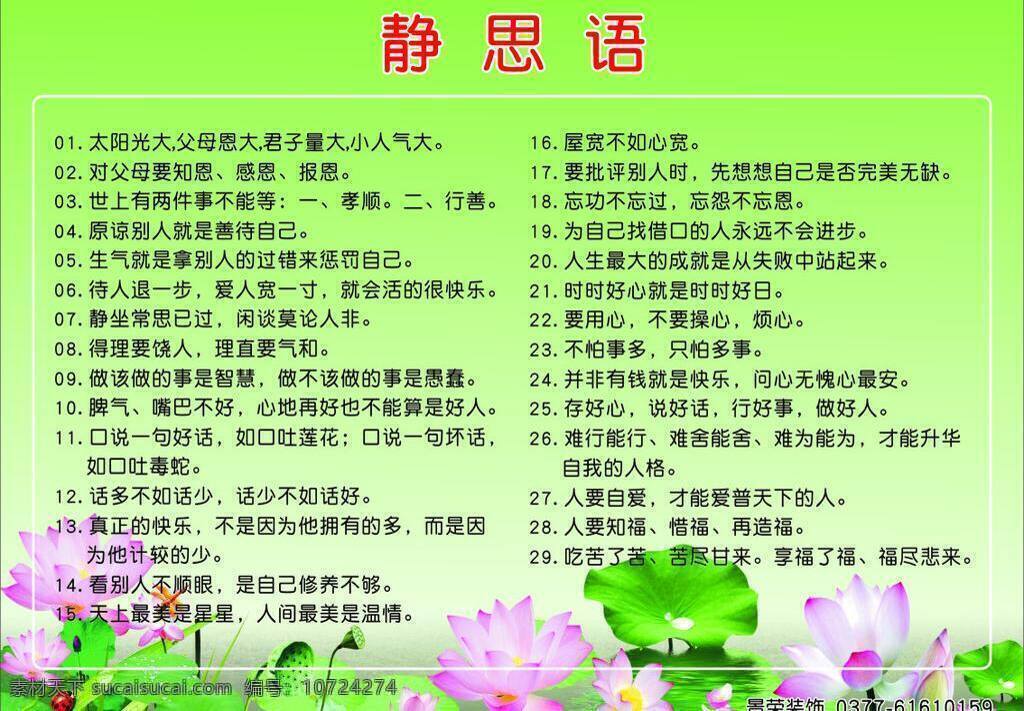 静思语
01.太阳光大,父母恩大,君子量大,小人气大。
02.对父母要知恩、感恩、报恩。
03.世上有两件事不能等：一、孝顺。二、行善。
04.原谅别人就是善待自己。
05.生气就是拿别人的过错来惩罚自己。
06.待人退一步，爱人宽一寸，就会活的很快乐。
07.静坐常思已过，闲谈莫论人非。
08.得理要饶人，理直要气和。
09.做该做的事是智慧，做不该做的事是愚蠢。
10.脾气、嘴巴不好，心地再好也不能算是好人。
11.口说一句好话，如口吐莲花；口说一句坏话，
如口吐毒蛇。
12.话多不如话少，话少不如话好。
13.真正的快乐，不是因为他拥有的多，而是因
为他计较的少。
14.看别人不顺眼，是自己修养不够。
15.天上最美是星星，人间最美是温情。
16.屋宽不如心宽。
17.要批评别人时，先想想自己是否完美无缺。
18.忘功不忘过，忘怨不忘恩。
19.为自己找借口的人永远不会进步。
20.人生最大的成就是从失败中站起来。
21.时时好心就是时时好日。
22.要用心，不要操心，烦心。
23.不怕事多，只怕多事。
24.并非有钱就是快乐，问心无愧心最安。
25.存好心，说好话，行好事，做好人。
26.难行能行、难舍能舍、难为能为，才能升华
自我的人格。
27.人要自爱，才能爱普天下的人。
28.人要知福、惜福、再造福。
29.吃苦了苦、苦尽甘来。享福了福、福尽悲来。
素材天下 sucaisucai.com 编号：10724274
景荣装饰 0377-61610159